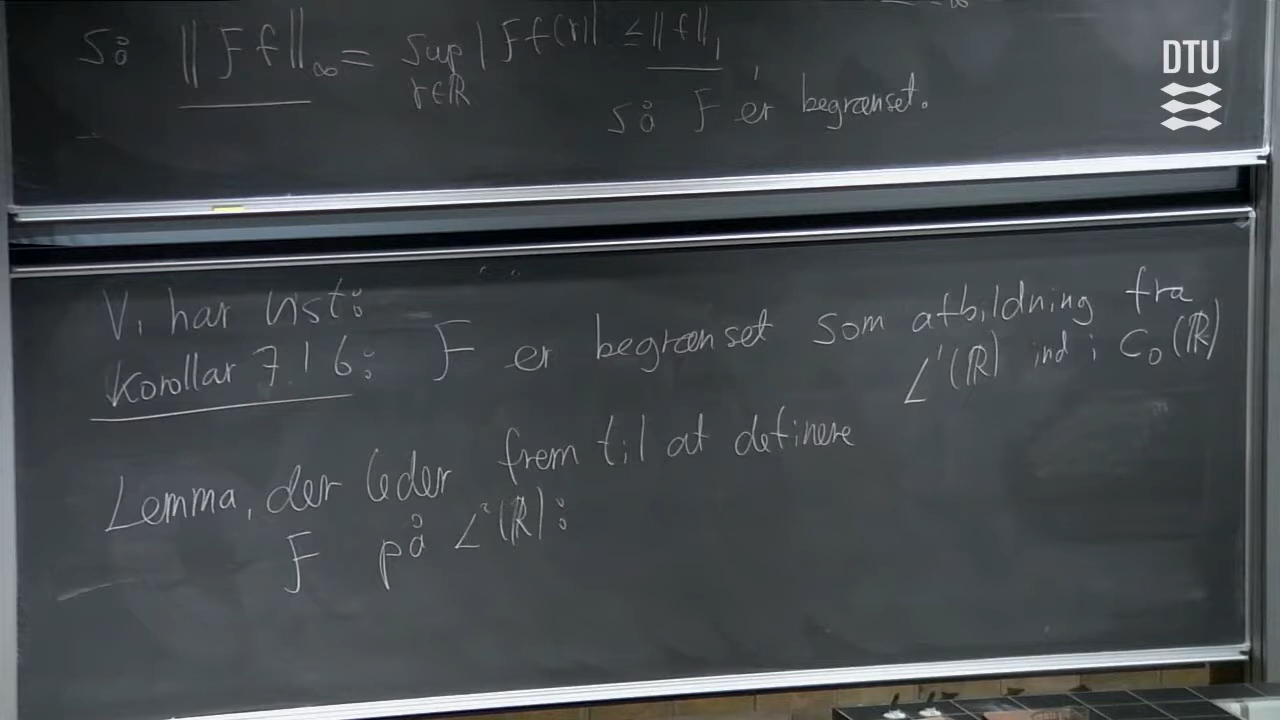 DTU
så ‖Ff‖∞ = sup |Ff(γ)| ≤ ‖f‖₁,
γ∈ℝ
så F er begrænset.
Vi har vist:
Korollar 7.1.6: F er begrænset som afbildning fra
L¹(ℝ) ind i C₀(ℝ)
Lemma, der leder frem til at definere
F på L²(ℝ):